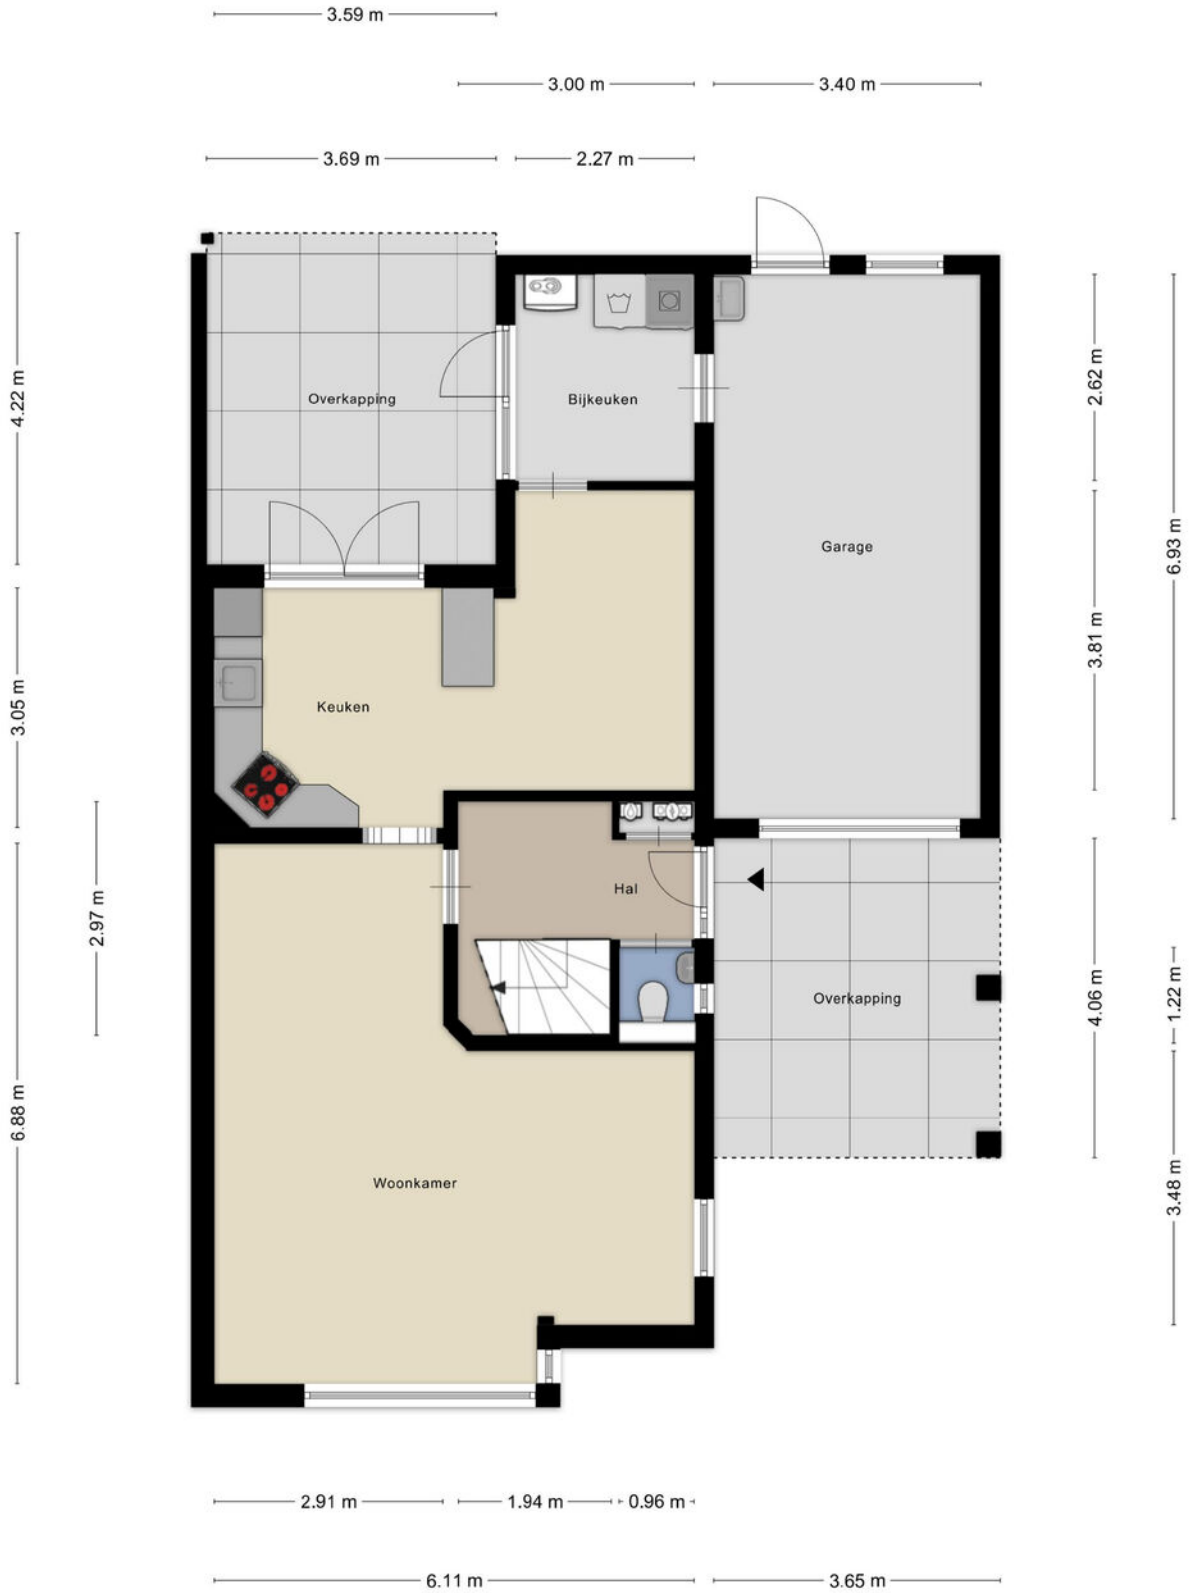 3.59 m
3.00 m
3.40 m
3.69 m
2.27 m
4.22 m
2.62 m
6.93 m
Overkapping
Bijkeuken
Garage
3.81 m
3.05 m
Keuken
2.97 m
Hal
Overkapping
4.06 m
1.22 m
6.88 m
Woonkamer
3.48 m
2.91 m
1.94 m
0.96 m
6.11 m
3.65 m